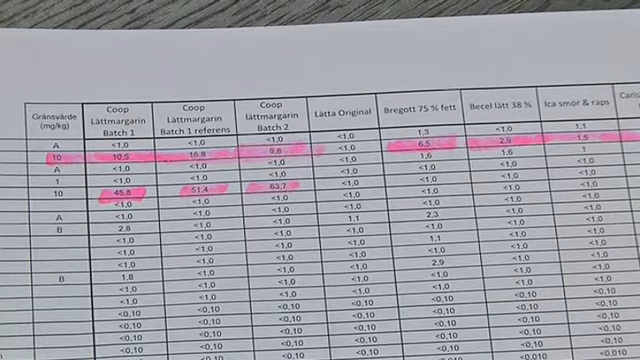 Gränsvärde (mg/kg) Coop Lättmargarin Batch 1 Coop Lättmargarin Batch 1 referens Coop lättmargarin Batch 2 Lätta Original Bregott 75 % fett Becel lätt 38 % Ica smör & raps Carls
A <1,0 <1,0 <1,0 <1,0 1,3 <1,0 1,1
10 10,5 16,8 9,8 <1,0 6,5 2,9 1,5
A <1,0 <1,0 <1,0 <1,0 1,6 1,6 1
1 <1,0 <1,0 <1,0 <1,0 <1,0 <1,0 <1,0
10 45,8 51,4 63,7 <1,0 <1,0 <1,0 <1,0
<1,0 <1,0 <1,0 <1,0 <1,0 <1,0 <1,0
A <1,0 <1,0 <1,0 1,1 2,3 <1,0 <1,0
B 2,8 <1,0 <1,0 <1,0 <1,0 <1,0 <1,0
<1,0 <1,0 <1,0 <1,0 1,1 <1,0 <1,0
<1,0 <1,0 <1,0 <1,0 <1,0 <1,0 <1,0
<1,0 <1,0 <1,0 <1,0 2,9 <1,0 <1,0
B 1,8 <1,0 <1,0 <1,0 <1,0 <1,0 <1,0
<1,0 <1,0 <1,0 <1,0 <1,0 <1,0 <1,0
<1,0 <1,0 <1,0 <1,0 <0,10 <0,10 <0,10
<0,10 <0,10 <0,10 <0,10 <0,10 <0,10 <0,10
<0,10 <0,10 <0,10 <0,10 <0,10 <0,10 <0,10
<0,10 <0,10 <0,10 <0,10 <0,10 <0,10 <0,10
<0,10 <0,10 <0,10 <0,10